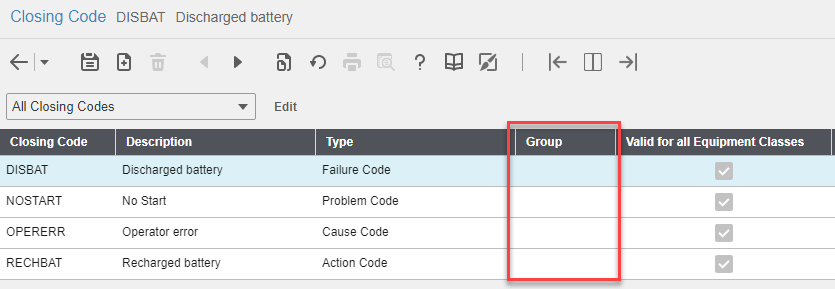 Closing Code DISBAT Discharged battery
All Closing Codes Edit
Closing Code Description Type Group Valid for all Equipment Classes
DISBAT Discharged battery Failure Code
NOSTART No Start Problem Code
OPERERR Operator error Cause Code
RECHBAT Recharged battery Action Code